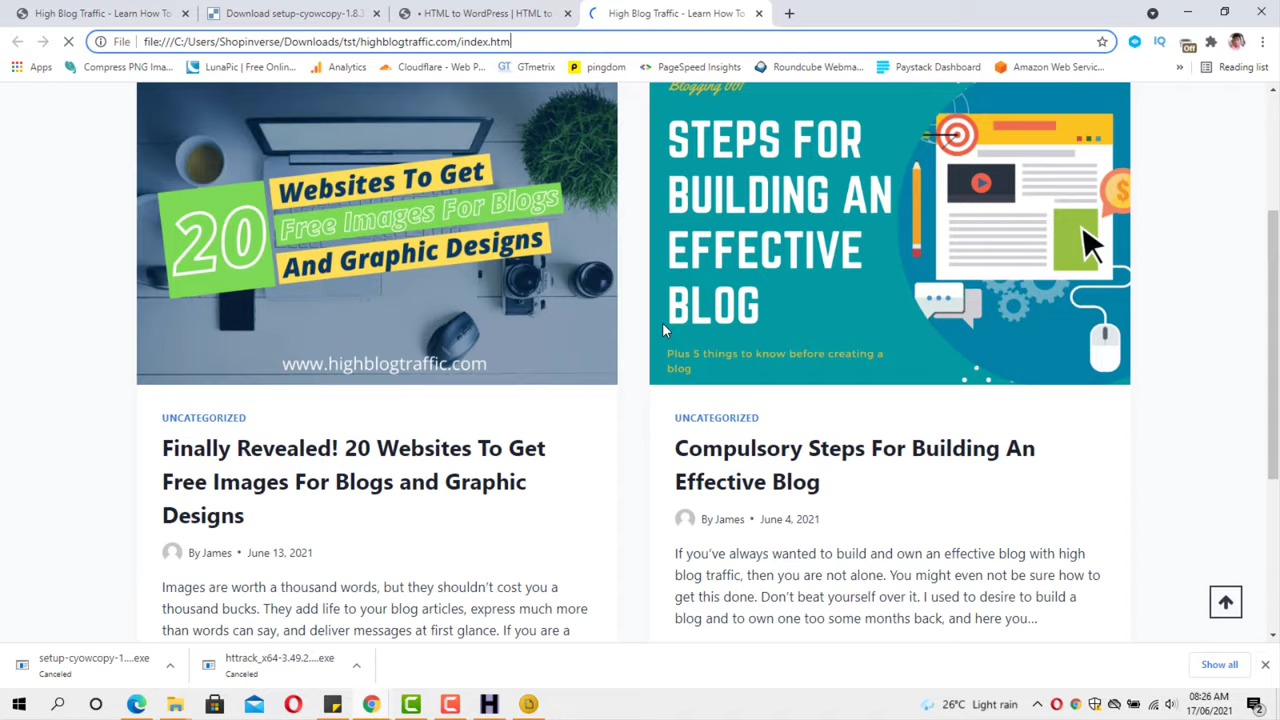 High Blog Traffic - Learn How To
Download setup-cyowcopy-1.8.3
• HTML to WordPress | HTML to
High Blog Traffic - Learn How To
File | file:///C:/Users/Shopinverse/Downloads/tst/highblogtraffic.com/index.htm
Off
Apps
Compress PNG Ima...
LunaPic | Free Onlin...
Analytics
Cloudflare - Web P...
GTmetrix
pingdom
PageSpeed Insights
Roundcube Webma...
Paystack Dashboard
Amazon Web Servic...
»
Reading list
20
Websites To Get
Free Images For Blogs
And Graphic Designs
www.highblogtraffic.com
Blogging 001
STEPS FOR
BUILDING AN
EFFECTIVE
BLOG
Plus 5 things to know before creating a
blog
UNCATEGORIZED
Finally Revealed! 20 Websites To Get
Free Images For Blogs and Graphic
Designs
By James • June 13, 2021
Images are worth a thousand words, but they shouldn't cost you a
thousand bucks. They add life to your blog articles, express much more
than words can say, and deliver messages at first glance. If you are a
UNCATEGORIZED
Compulsory Steps For Building An
Effective Blog
By James • June 4, 2021
If you've always wanted to build and own an effective blog with high
blog traffic, then you are not alone. You might even not be sure how to
get this done. Don't beat yourself over it. I used to desire to build a
blog and to own one too some months back, and here you...
setup-cyowcopy-1....exe
Canceled
httrack_x64-3.49.2....exe
Canceled
Show all
26°C Light rain
08:26 AM
17/06/2021
2